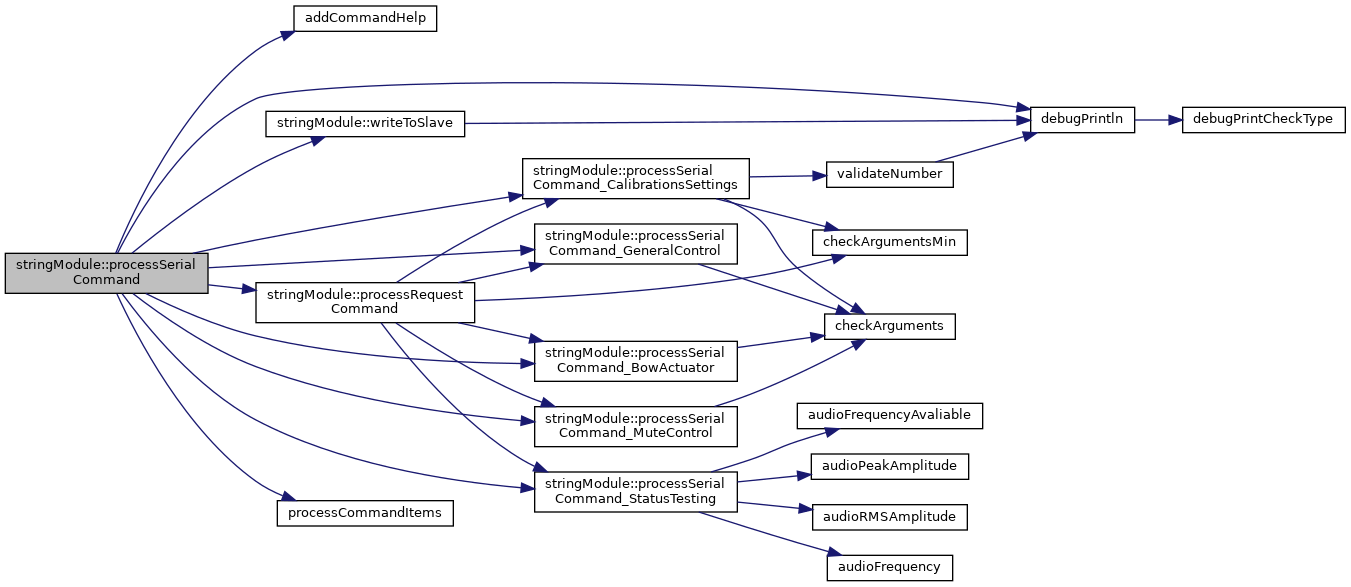 addCommandHelp
stringModule::writeToSlave
debugPrintln
debugPrintCheckType
stringModule::processSerial
Command_CalibrationsSettings
validateNumber
stringModule::processSerial
Command_GeneralControl
checkArgumentsMin
stringModule::processSerial
Command
stringModule::processRequest
Command
checkArguments
stringModule::processSerial
Command_BowActuator
stringModule::processSerial
Command_MuteControl
audioFrequencyAvaliable
audioPeakAmplitude
stringModule::processSerial
Command_StatusTesting
processCommandItems
audioRMSAmplitude
audioFrequency